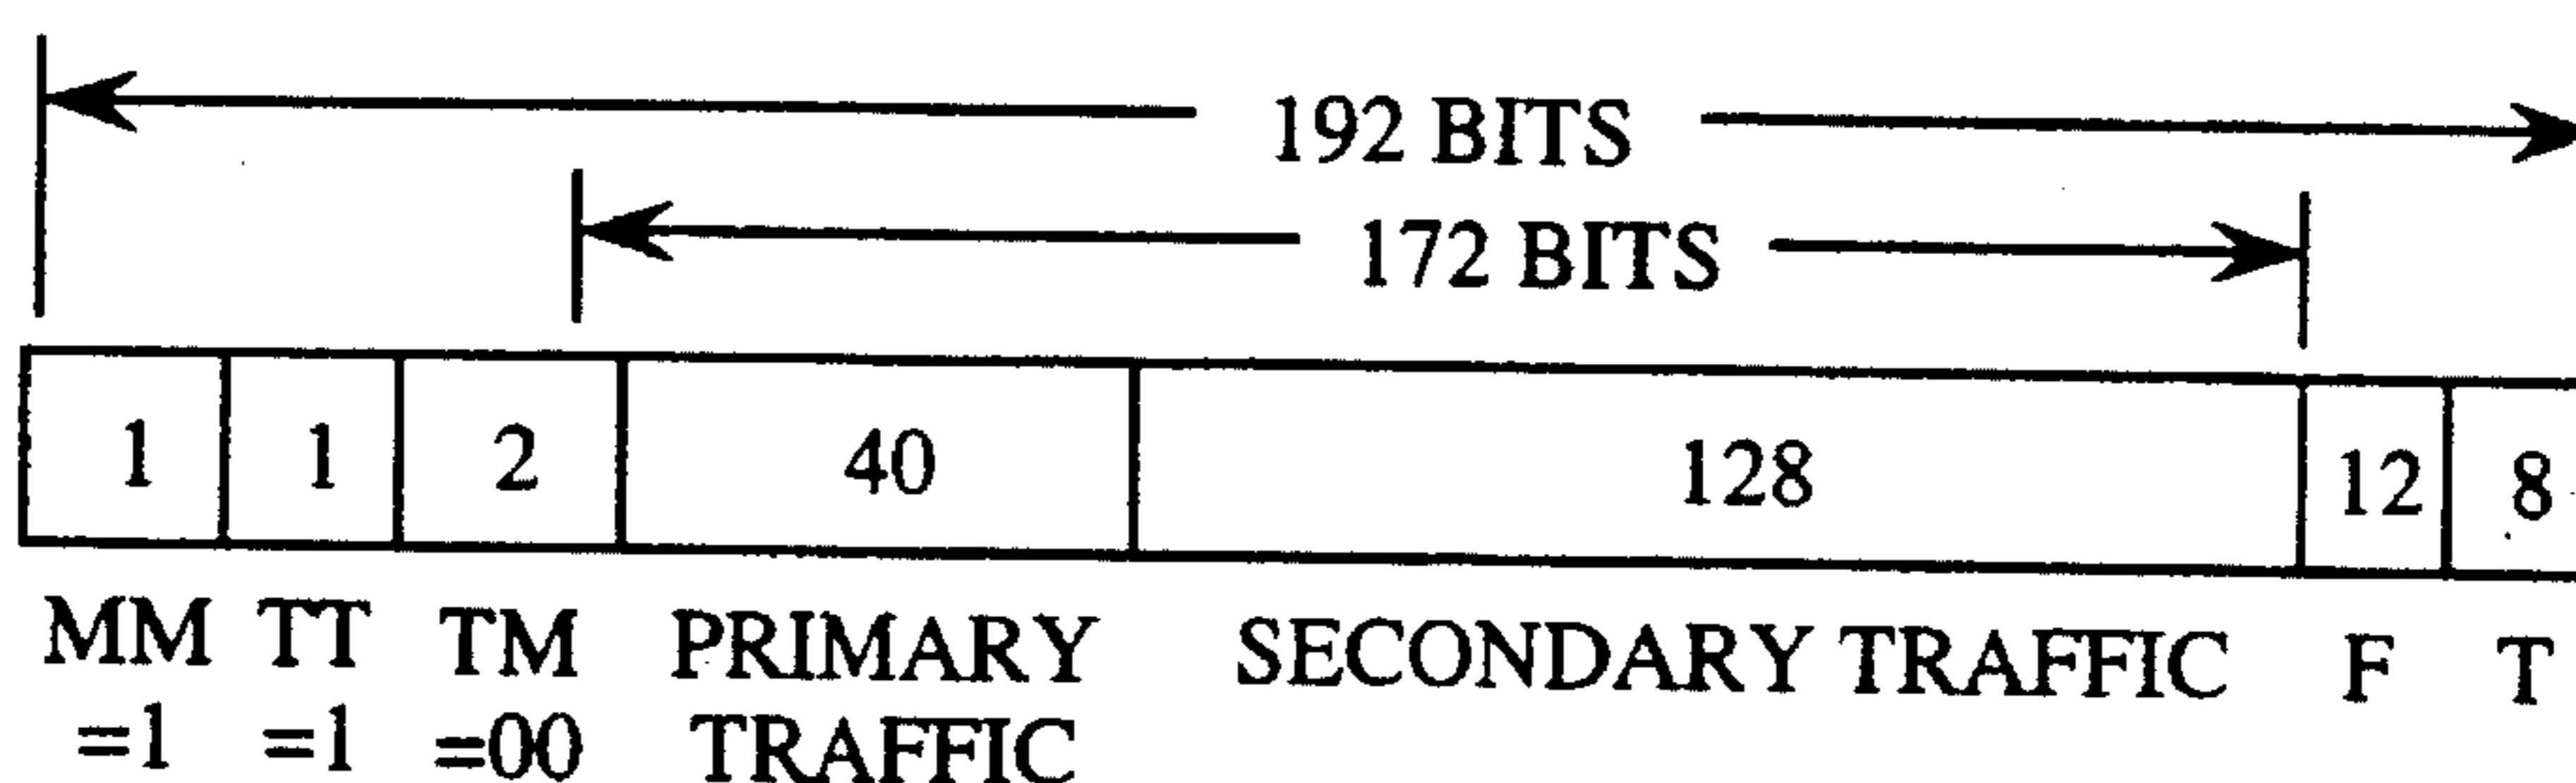 192 BITS
172 BITS
1 1 2 40 128 12 8
MM TT TM PRIMARY SECONDARY TRAFFIC F T
=1 =1 =00 TRAFFIC